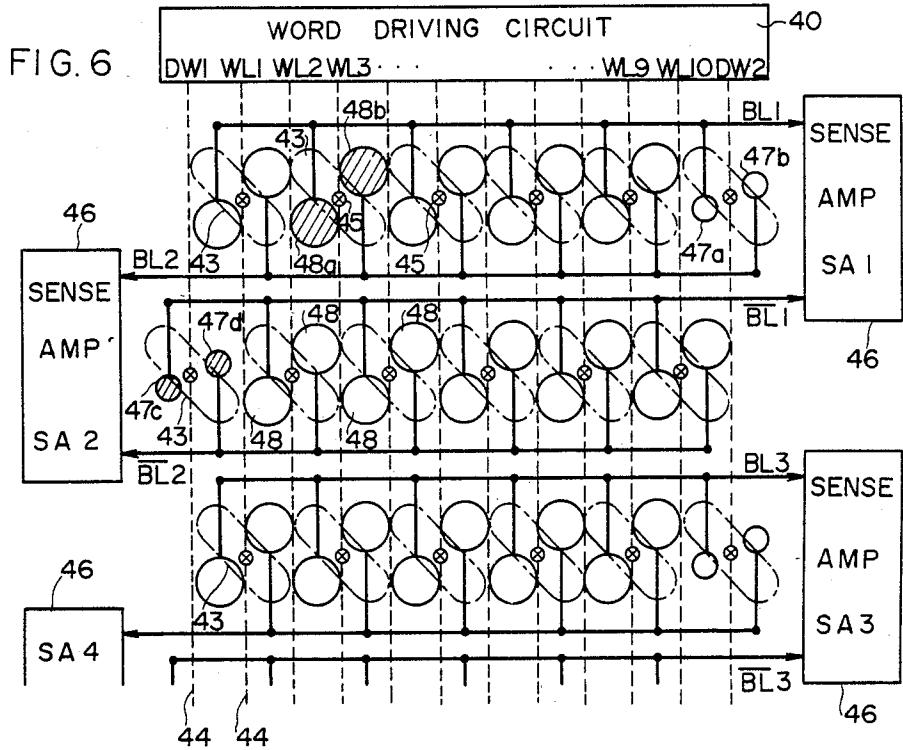 FIG. 6
WORD DRIVING CIRCUIT
40
DW1 WL1 WL2 WL3 ··· ··· WL9 WL10 DW2
48b
BL1
43
47b
SENSE
AMP
SA 1
46
43
48a
45
45
47a
46
BL2
SENSE
AMP
SA 2
47d
48
48
BL1
46
47c
43
48
48
BL2
BL3
SENSE
AMP
SA 3
46
43
46
SA 4
BL3
44
44